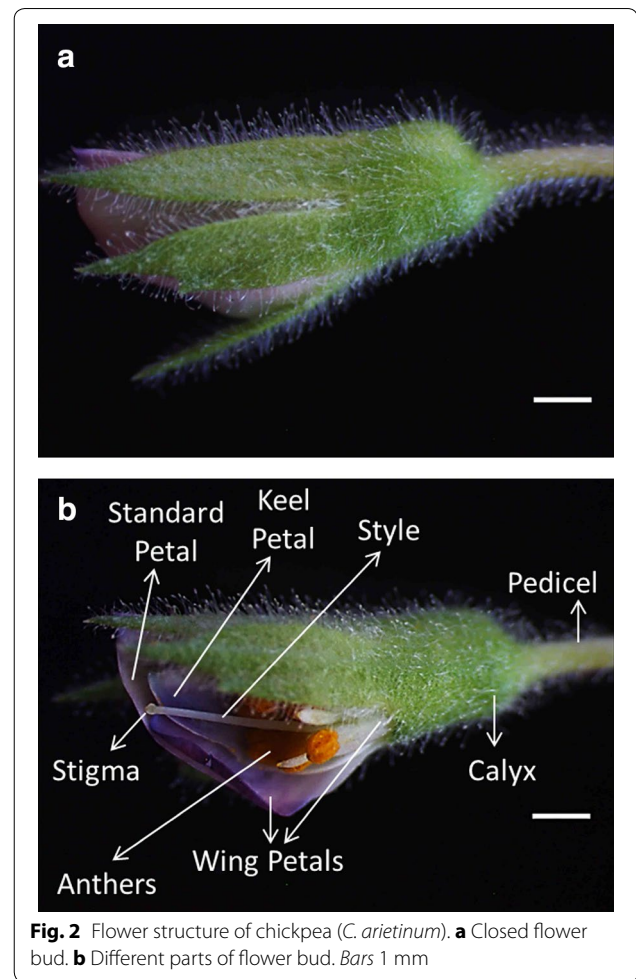 a
b
Standard
Petal
Keel
Petal
Style
Pedicel
Stigma
Calyx
Wing Petals
Anthers
Fig. 2 Flower structure of chickpea (C. arietinum). a Closed flower
bud. b Different parts of flower bud. Bars 1 mm